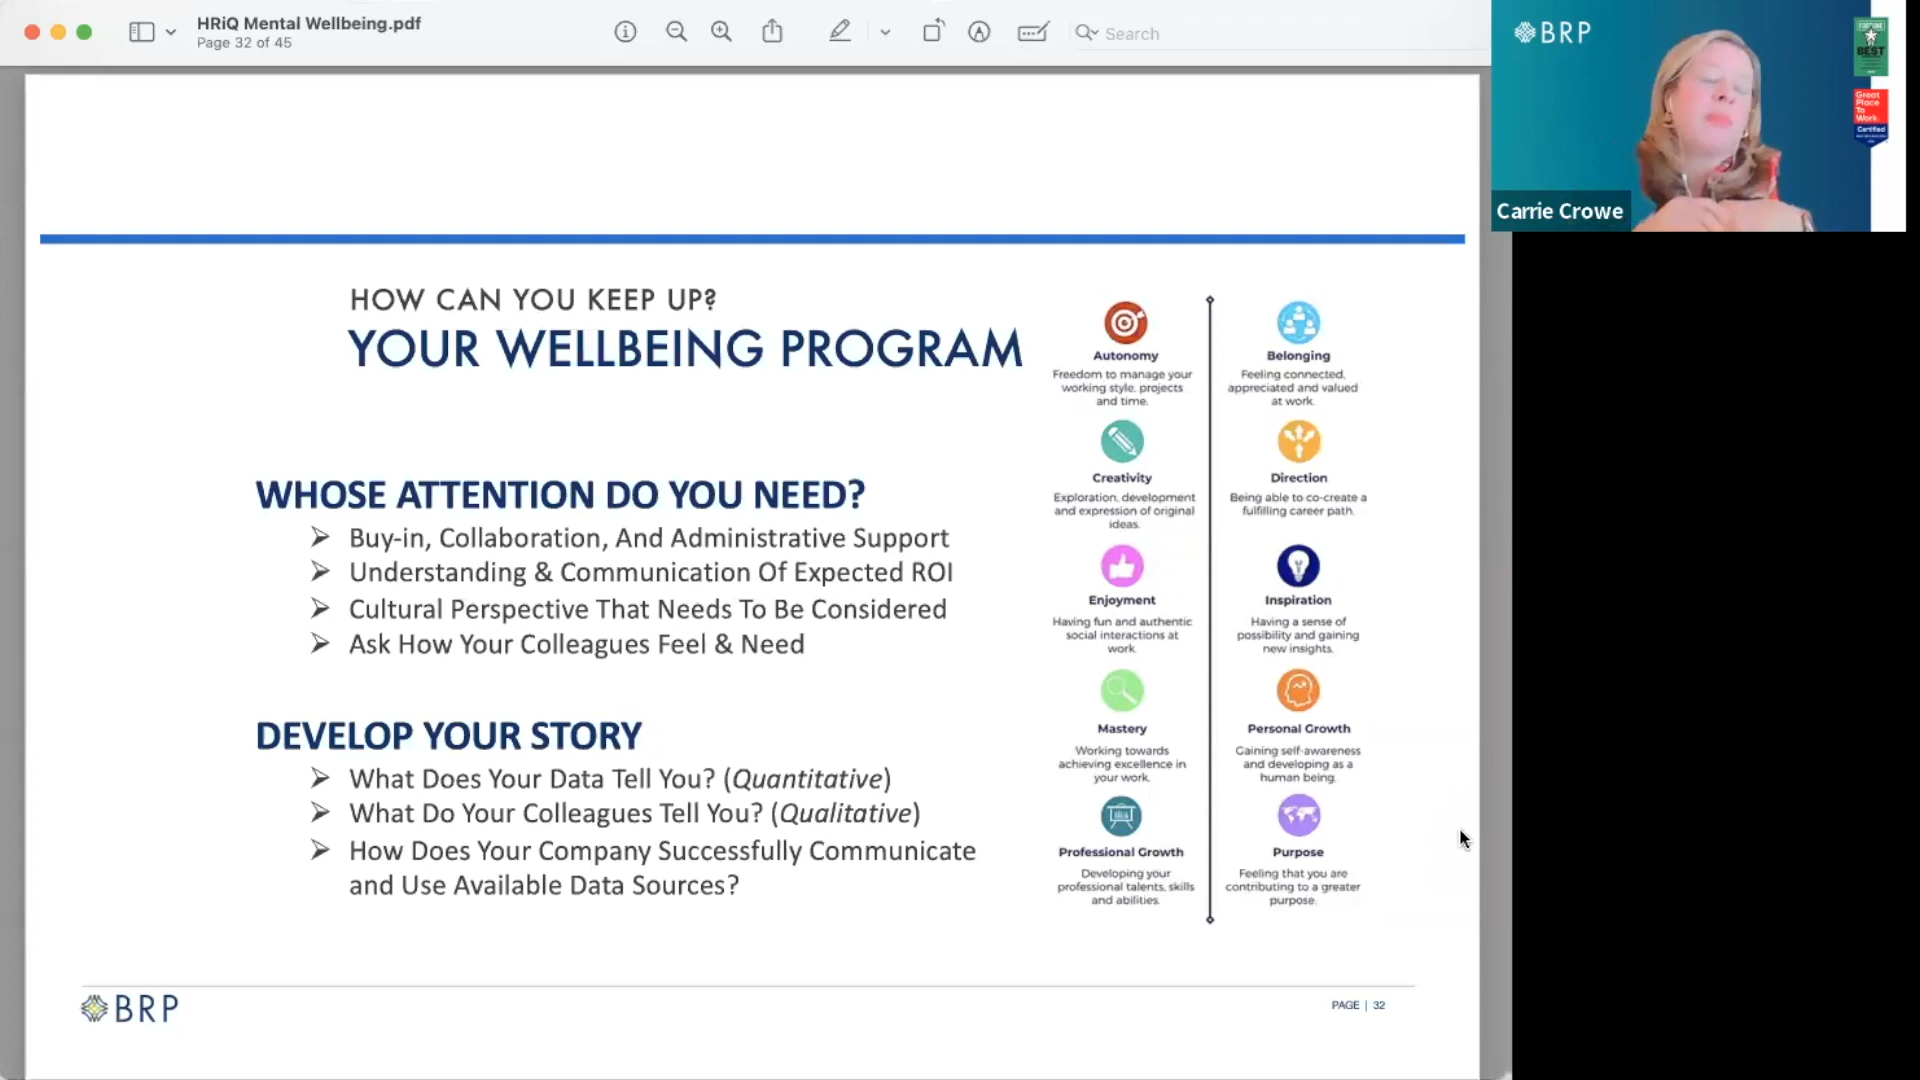 HRiQ Mental Wellbeing.pdf
Page 32 of 45
Search
BRP
FORTUNE
BEST
Great
Place
To
Work.
Certified
Carrie Crowe
HOW CAN YOU KEEP UP?
YOUR WELLBEING PROGRAM
WHOSE ATTENTION DO YOU NEED?
➢ Buy-in, Collaboration, And Administrative Support
➢ Understanding & Communication Of Expected ROI
➢ Cultural Perspective That Needs To Be Considered
➢ Ask How Your Colleagues Feel & Need
DEVELOP YOUR STORY
➢ What Does Your Data Tell You? (Quantitative)
➢ What Do Your Colleagues Tell You? (Qualitative)
➢ How Does Your Company Successfully Communicate
and Use Available Data Sources?
Autonomy
Freedom to manage your
working style, projects
and time.
Belonging
Feeling connected,
appreciated and valued
at work.
Creativity
Exploration, development
and expression of original
ideas.
Direction
Being able to co-create a
fulfilling career path.
Enjoyment
Having fun and authentic
social interactions at
work.
Inspiration
Having a sense of
possibility and gaining
new insights.
Mastery
Working towards
achieving excellence in
your work.
Personal Growth
Gaining self-awareness
and developing as a
human being.
Professional Growth
Developing your
professional talents, skills
and abilities.
Purpose
Feeling that you are
contributing to a greater
purpose.
BRP
PAGE | 32